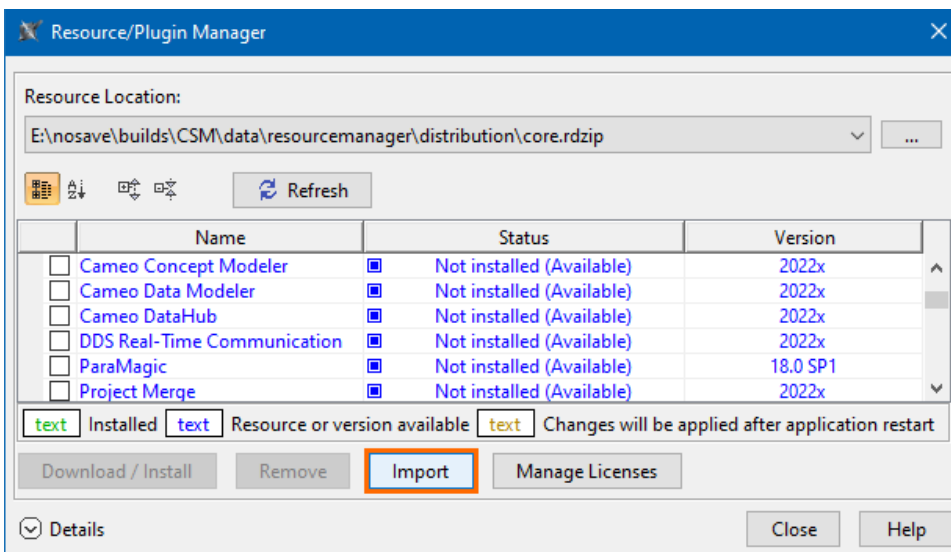 Resource/Plugin Manager
Resource Location:
E:\nosave\builds\CSM\data\resourcemanager\distribution\core.rdzip
...
Refresh
Name Status Version
Cameo Concept Modeler Not installed (Available) 2022x
Cameo Data Modeler Not installed (Available) 2022x
Cameo DataHub Not installed (Available) 2022x
DDS Real-Time Communication Not installed (Available) 2022x
ParaMagic Not installed (Available) 18.0 SP1
Project Merge Not installed (Available) 2022x
text Installed text Resource or version available text Changes will be applied after application restart
Download / Install Remove Import Manage Licenses
Details Close Help